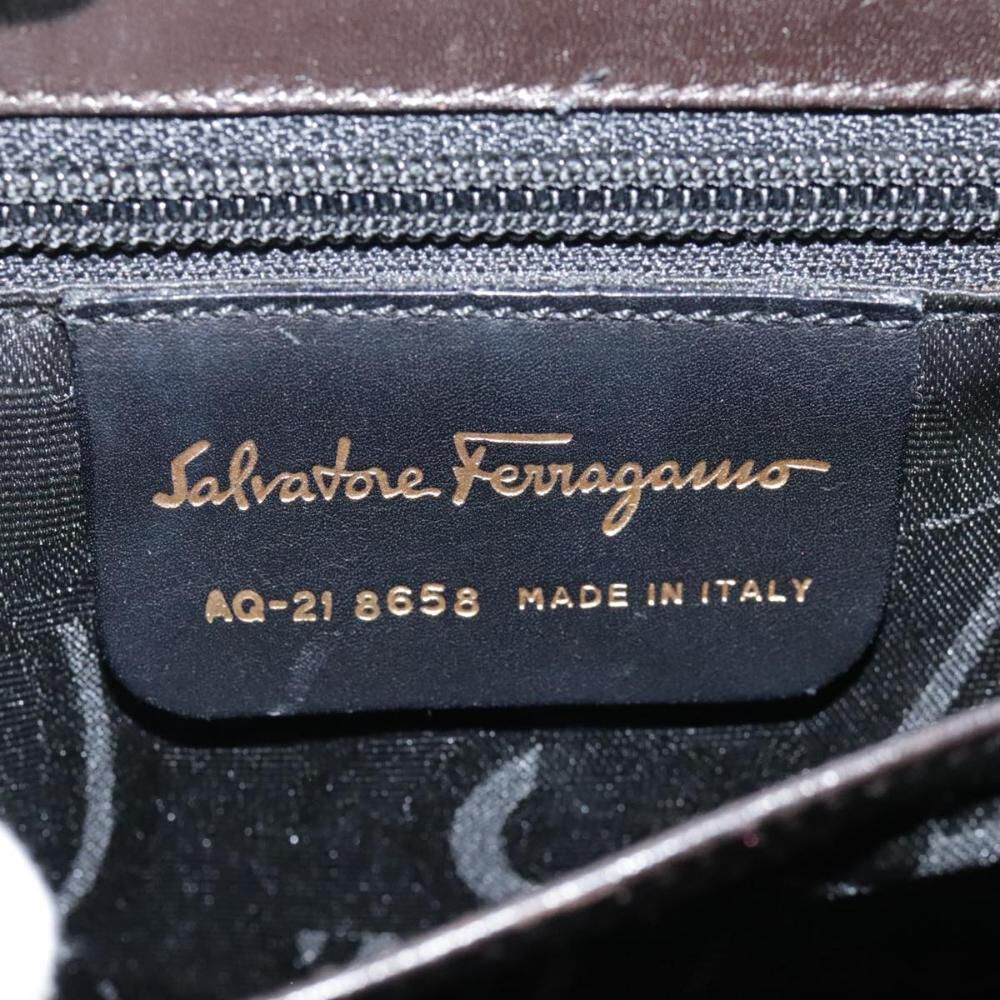 Salvatore Ferragamo
AQ-21 8658 MADE IN ITALY